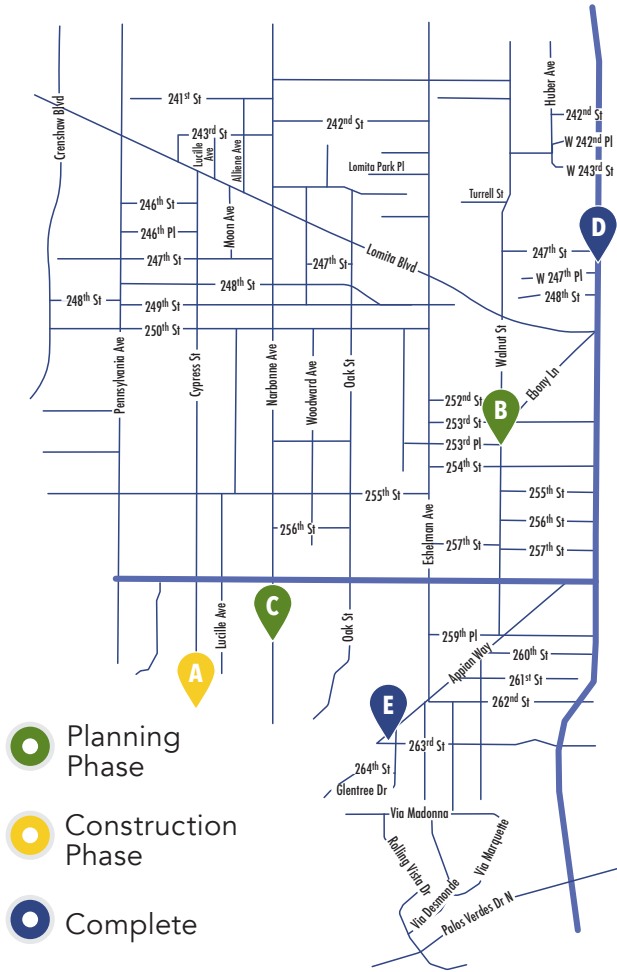 Crenshaw Blvd
241st St
243rd St
Lucille
Ave
Alliene Ave
242nd St
Lomita Park Pl
Huber Ave
242nd St
W 242nd Pl
W 243rd St
Turrell St
D
246th St
246th Pl
Moon Ave
247th St
247th St
Lomita Blvd
247th St
W 247th Pl
248th St
248th St
248th St
249th St
250th St
Pennsylvania Ave
Cypress St
Narbonne Ave
Woodward Ave
Oak St
Walnut St
Ebony Ln
252nd St
B
253rd St
253rd Pl
254th St
255th St
255th St
Eshelman Ave
256th St
256th St
257th St
257th St
C
Lucille Ave
Oak St
259th Pl
Appian Way
260th St
A
261st St
262nd St
E
263rd St
264th St
Glentree Dr
Via Madonna
Rolling Vista Dr
Via Marquette
Via Desmonde
Palos Verdes Dr N
Planning
Phase
Construction
Phase
Complete